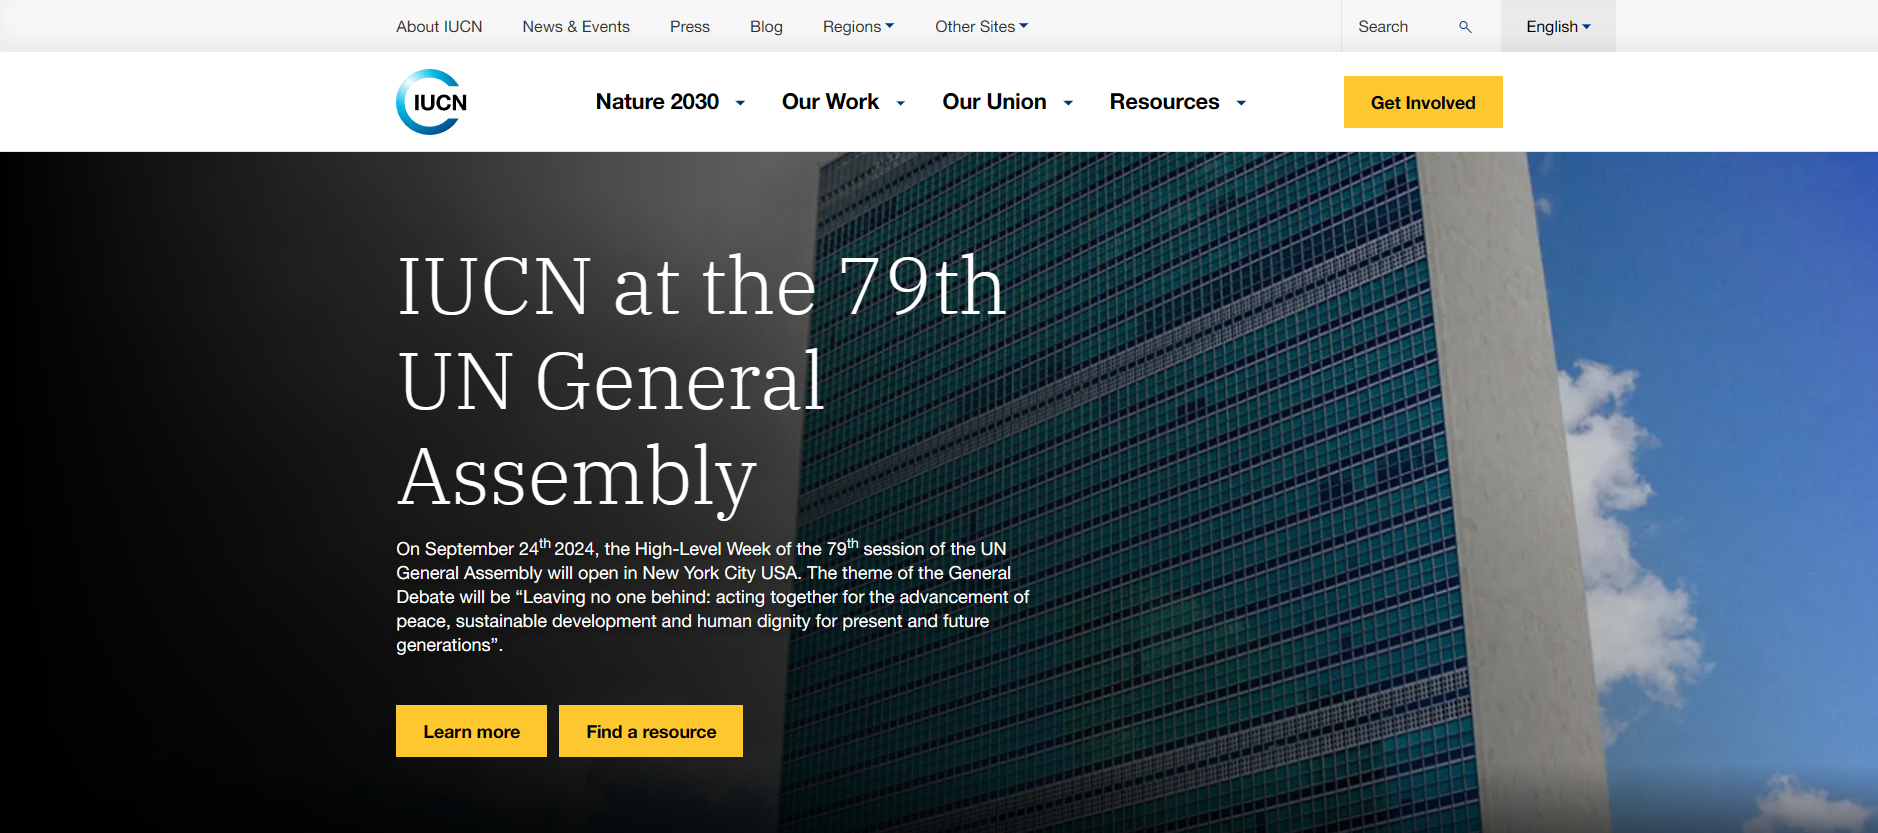 About IUCN News & Events Press Blog Regions Other Sites Search English
IUCN Nature 2030 Our Work Our Union Resources Get Involved
IUCN at the 79th
UN General
Assembly
On September 24th 2024, the High-Level Week of the 79th session of the UN
General Assembly will open in New York City USA. The theme of the General
Debate will be “Leaving no one behind: acting together for the advancement of
peace, sustainable development and human dignity for present and future
generations”.
Learn more Find a resource